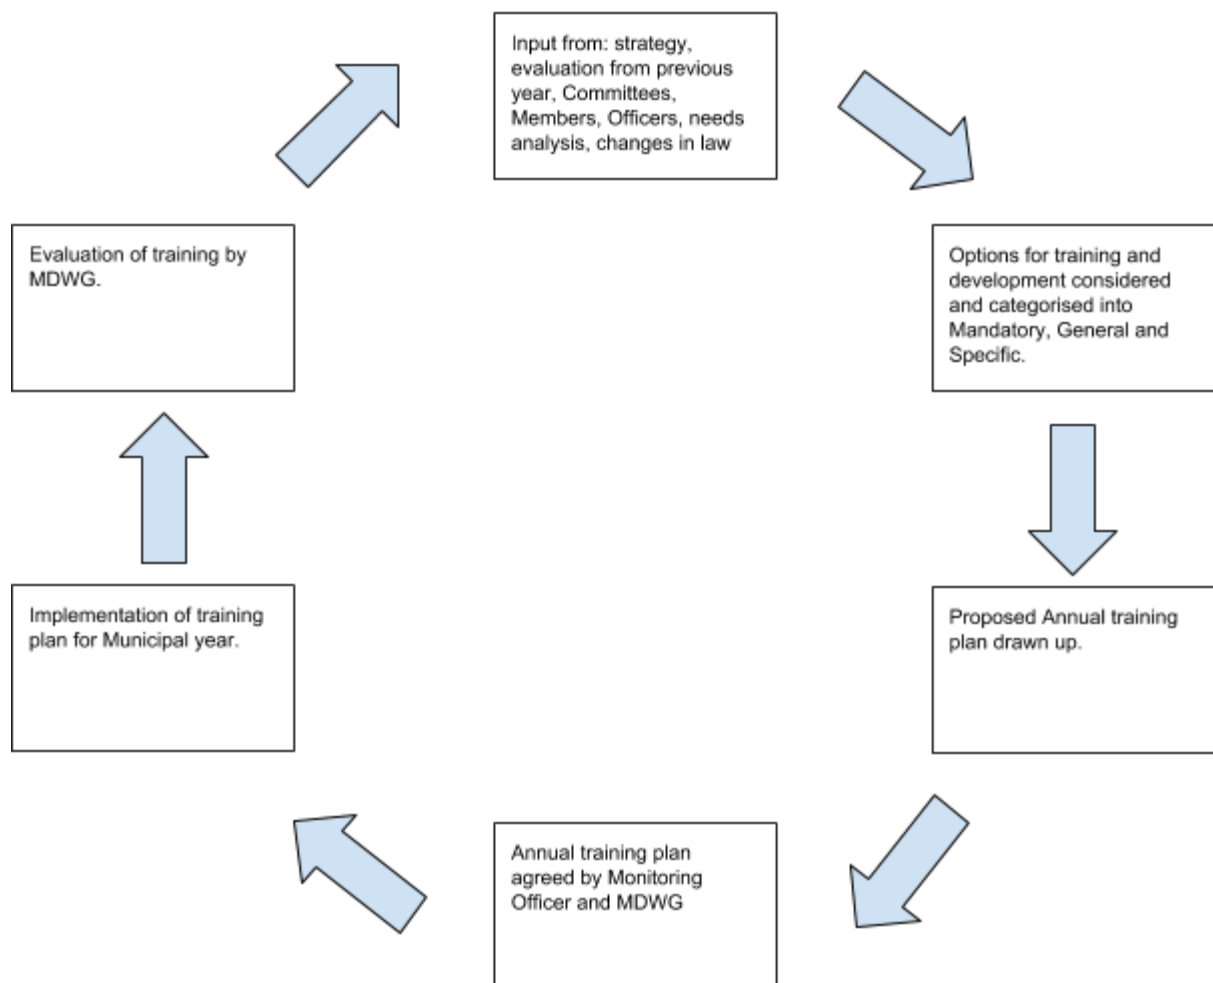 Input from: strategy,
evaluation from previous
year, Committees,
Members, Officers, needs
analysis, changes in law
Options for training and
development considered
and categorised into
Mandatory, General and
Specific.
Proposed Annual training
plan drawn up.
Annual training plan
agreed by Monitoring
Officer and MDWG
Implementation of training
plan for Municipal year.
Evaluation of training by
MDWG.